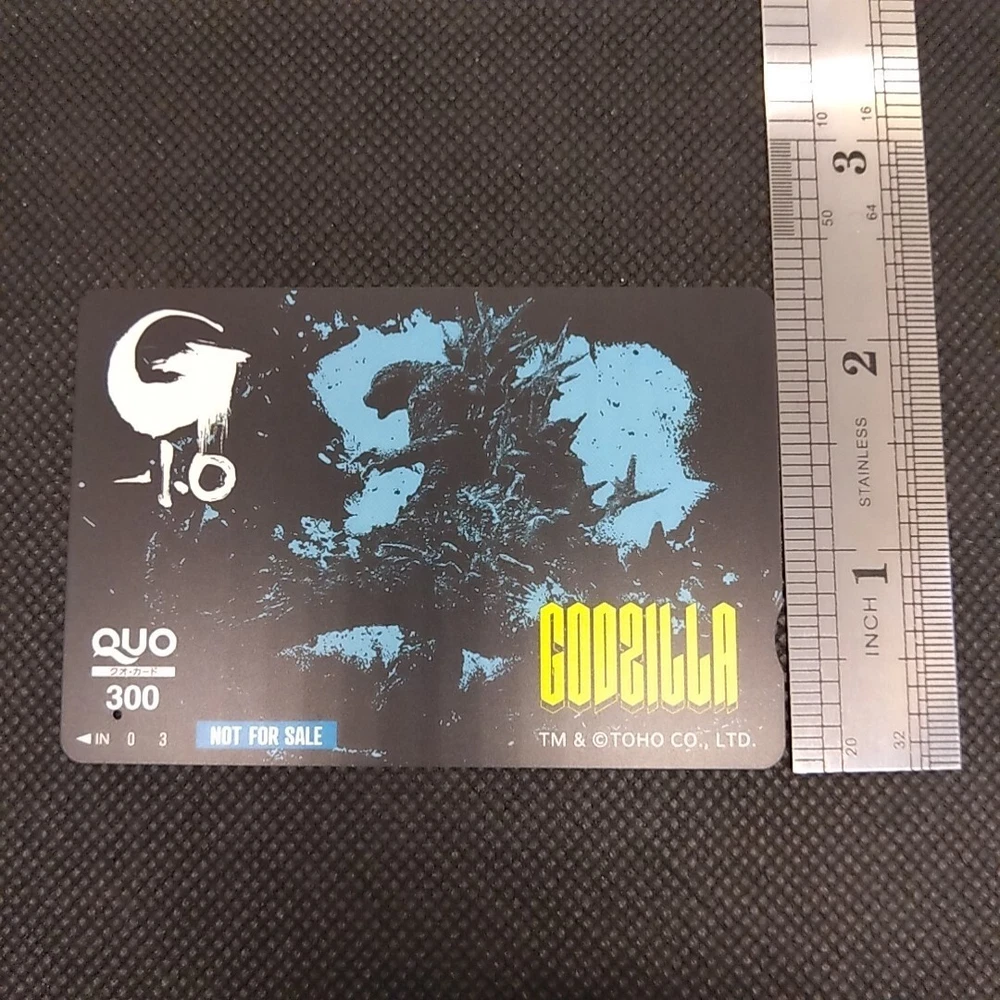 G
-1.0
QUO
クオ・カード
300
◀IN 0 3
NOT FOR SALE
GODZILLA
TM & ©TOHO CO., LTD.
10
16
3
50
64
2
STAINLESS
1
INCH
20
32